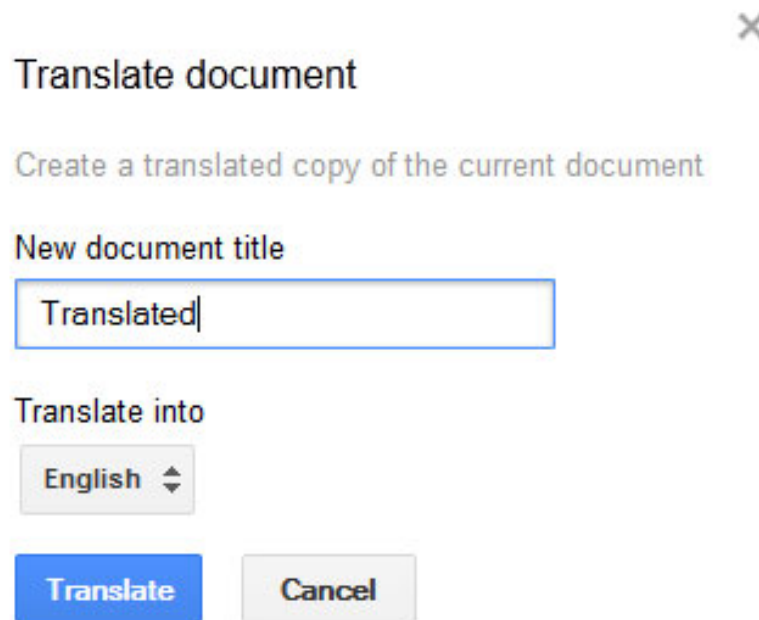 Translate document
Create a translated copy of the current document
New document title
Translated
Translate into
English
Translate Cancel